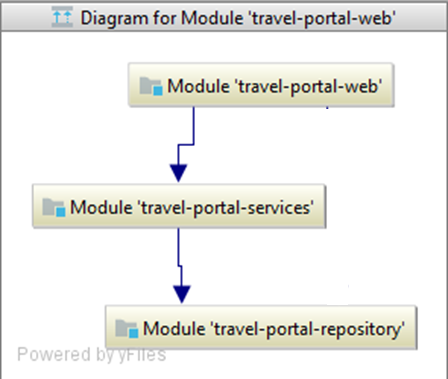 Diagram for Module 'travel-portal-web'
Module 'travel-portal-web'
Module 'travel-portal-services'
Module 'travel-portal-repository'
Powered by yFiles